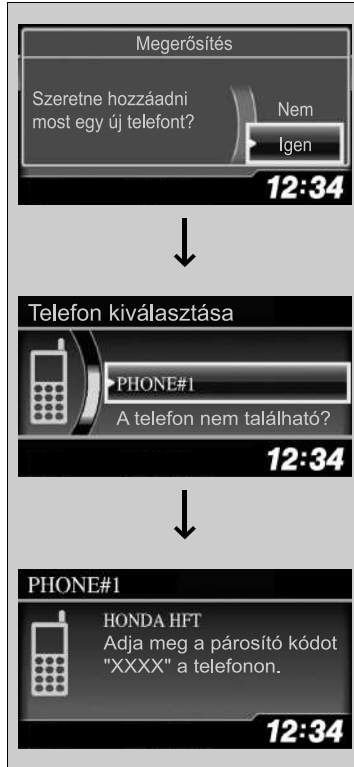 Megerősítés
Szeretne hozzáadni
most egy új telefont?
Nem
Igen
12:34
Telefon kiválasztása
PHONE#1
A telefon nem található?
12:34
PHONE#1
HONDA HFT
Adja meg a párosító kódot
"XXXX" a telefonon.
12:34